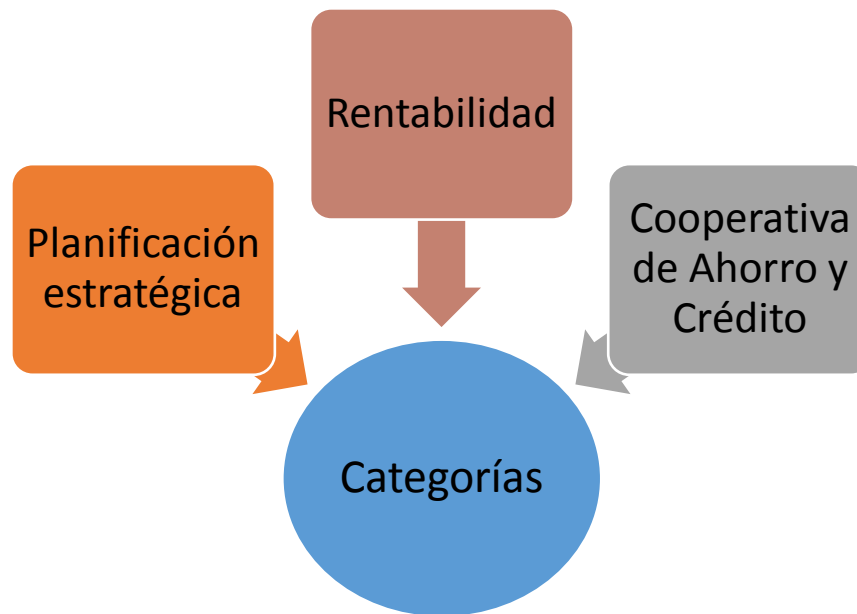 Rentabilidad
Planificación
estratégica
Cooperativa
de Ahorro y
Crédito
Categorías